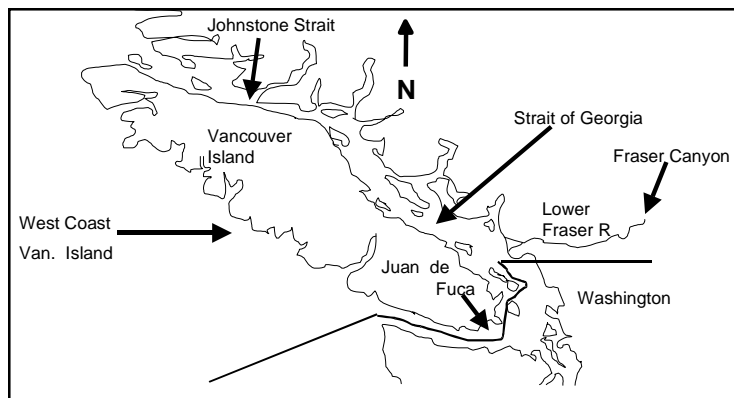 Johnstone Strait
N
Strait of Georgia
Vancouver
Island
Fraser Canyon
Lower
Fraser R
West Coast
Van. Island
Juan de
Fuca
Washington